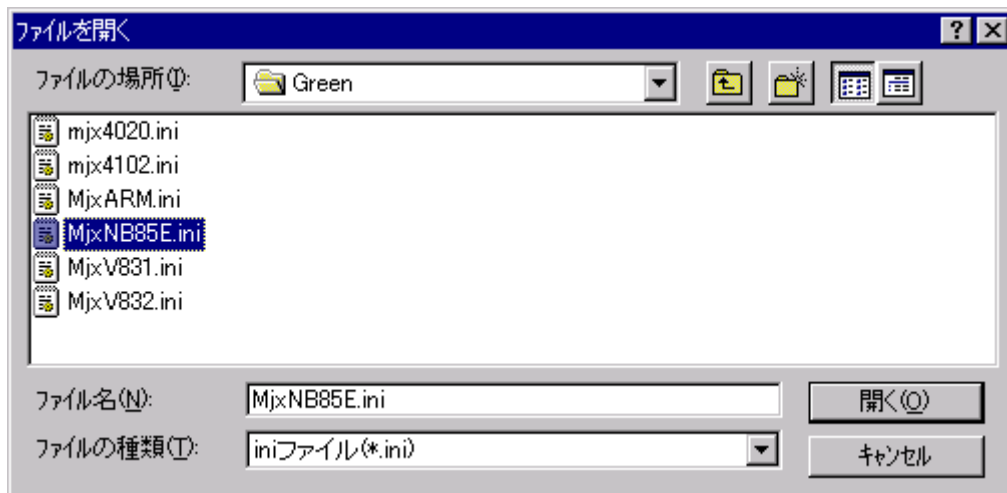 ファイルを開く
ファイルの場所(I):
Green
mjx4020.ini
mjx4102.ini
MjxARM.ini
MjxNB85E.ini
MjxV831.ini
MjxV832.ini
ファイル名(N):
MjxNB85E.ini
開く(O)
ファイルの種類(T):
iniファイル(*.ini)
キャンセル